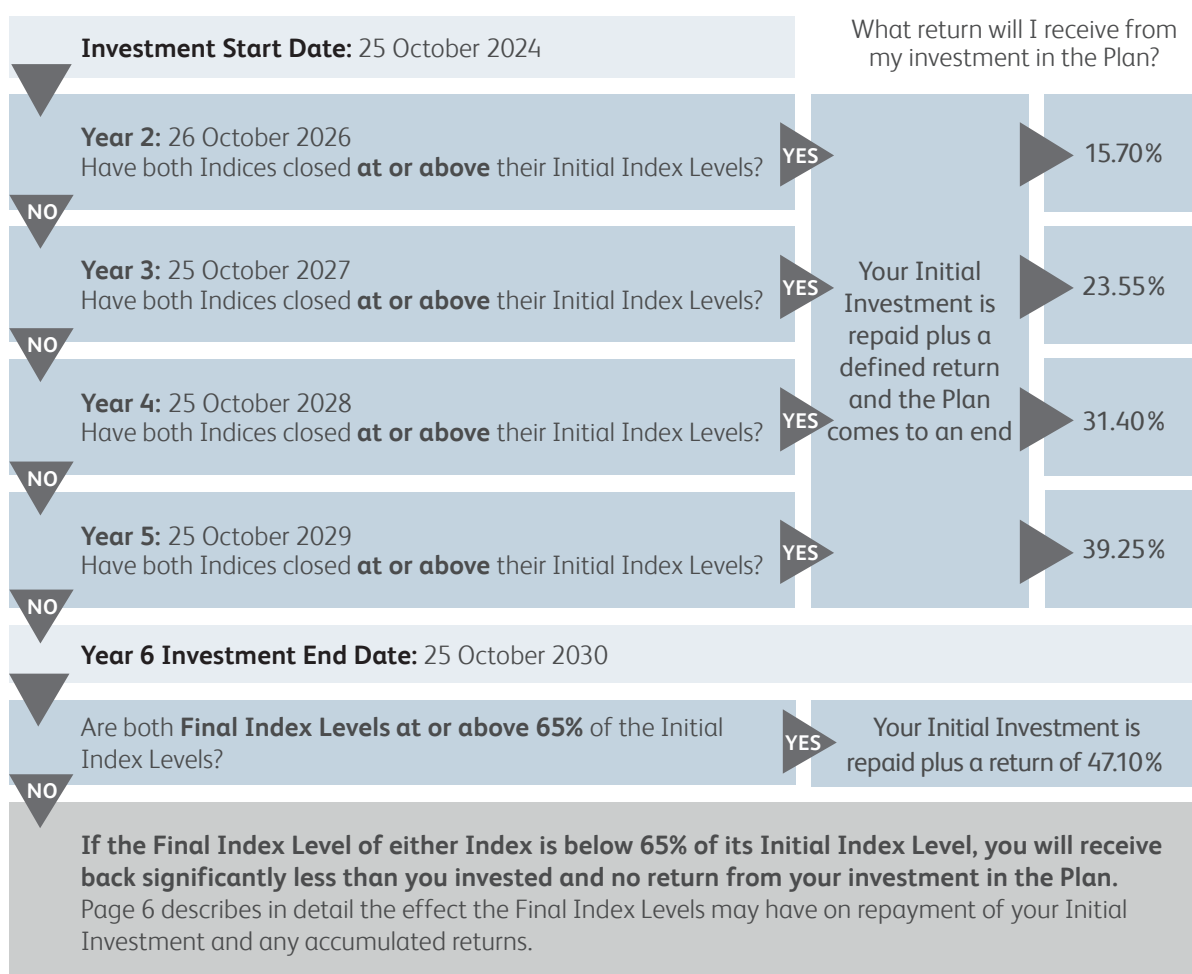 Investment Start Date: 25 October 2024
What return will I receive from
my investment in the Plan?
Year 2: 26 October 2026
Have both Indices closed at or above their Initial Index Levels?
YES
15.70%
NO
Year 3: 25 October 2027
Have both Indices closed at or above their Initial Index Levels?
YES
Your Initial
Investment is
repaid plus a
defined return
and the Plan
comes to an end
23.55%
NO
Year 4: 25 October 2028
Have both Indices closed at or above their Initial Index Levels?
YES
31.40%
NO
Year 5: 25 October 2029
Have both Indices closed at or above their Initial Index Levels?
YES
39.25%
NO
Year 6 Investment End Date: 25 October 2030
Are both Final Index Levels at or above 65% of the Initial
Index Levels?
YES
Your Initial Investment is
repaid plus a return of 47.10%
NO
If the Final Index Level of either Index is below 65% of its Initial Index Level, you will receive
back significantly less than you invested and no return from your investment in the Plan.
Page 6 describes in detail the effect the Final Index Levels may have on repayment of your Initial
Investment and any accumulated returns.